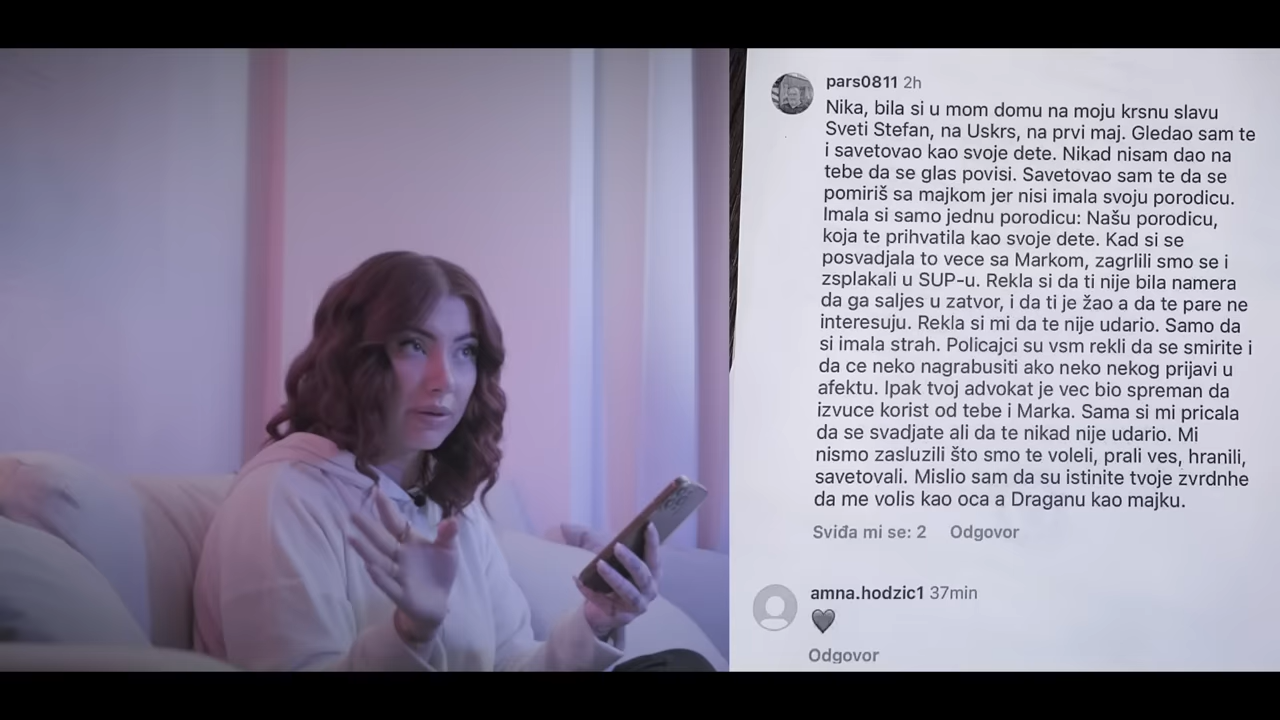 pars0811 2h
Nika, bila si u mom domu na moju krsnu slavu
Sveti Stefan, na Uskrs, na prvi maj. Gledao sam te
i savetovao kao svoje dete. Nikad nisam dao na
tebe da se glas povisi. Savetovao sam te da se
pomiriš sa majkom jer nisi imala svoju porodicu.
Imala si samo jednu porodicu: Našu porodicu,
koja te prihvatila kao svoje dete. Kad si se
posvadjala to vece sa Markom, zagrlili smo se i
zsplakali u SUP-u. Rekla si da ti nije bila namera
da ga saljes u zatvor, i da ti je žao a da te pare ne
interesuju. Rekla si mi da te nije udario. Samo da
si imala strah. Policajci su vsm rekli da se smirite i
da ce neko nagrabusiti ako neko nekog prijavi u
afektu. Ipak tvoj advokat je vec bio spreman da
izvuce korist od tebe i Marka. Sama si mi pricala
da se svadjate ali da te nikad nije udario. Mi
nismo zasluzili što smo te voleli, prali ves, hranili,
savetovali. Mislio sam da su istinite tvoje zvrdnhe
da me volis kao oca a Draganu kao majku.
Sviđa mi se: 2 Odgovor
amna.hodzic1 37min
🖤
Odgovor